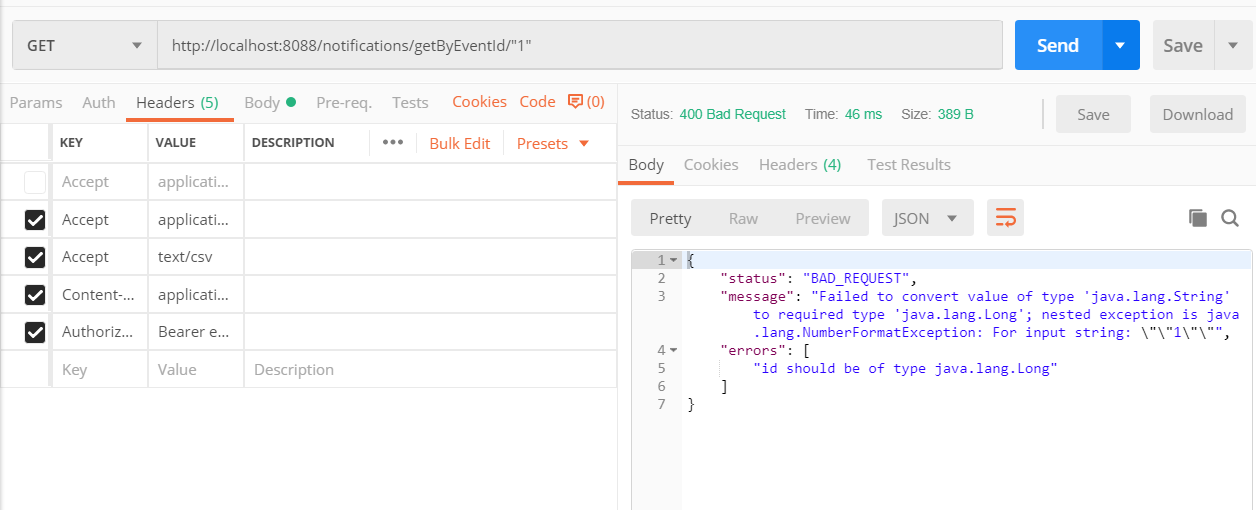 GET http://localhost:8088/notifications/getByEventId/"1" Send Save
Params Auth Headers (5) Body Pre-req. Tests Cookies Code (0)
KEY VALUE DESCRIPTION ••• Bulk Edit Presets
Accept applicati...
Accept applicati...
Accept text/csv
Content-... applicati...
Authoriz... Bearer e...
Key Value Description
Status: 400 Bad Request Time: 46 ms Size: 389 B Save Download
Body Cookies Headers (4) Test Results
Pretty Raw Preview JSON
1 {
2 "status": "BAD_REQUEST",
3 "message": "Failed to convert value of type 'java.lang.String'
to required type 'java.lang.Long'; nested exception is java
.lang.NumberFormatException: For input string: \"\"1\"\"",
4 "errors": [
5 "id should be of type java.lang.Long"
6 ]
7 }